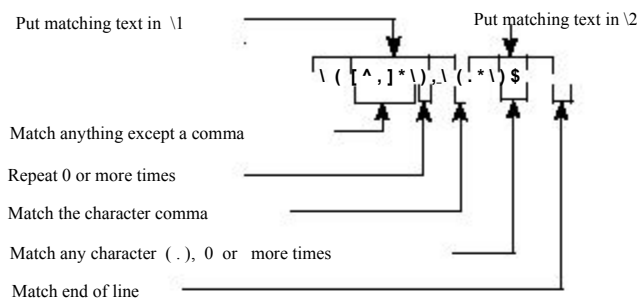 Put matching text in \1
Put matching text in \2
\ ( [ ^ , ] * \ ) , \ ( . * \ ) $
Match anything except a comma
Repeat 0 or more times
Match the character comma
Match any character ( . ), 0 or more times
Match end of line